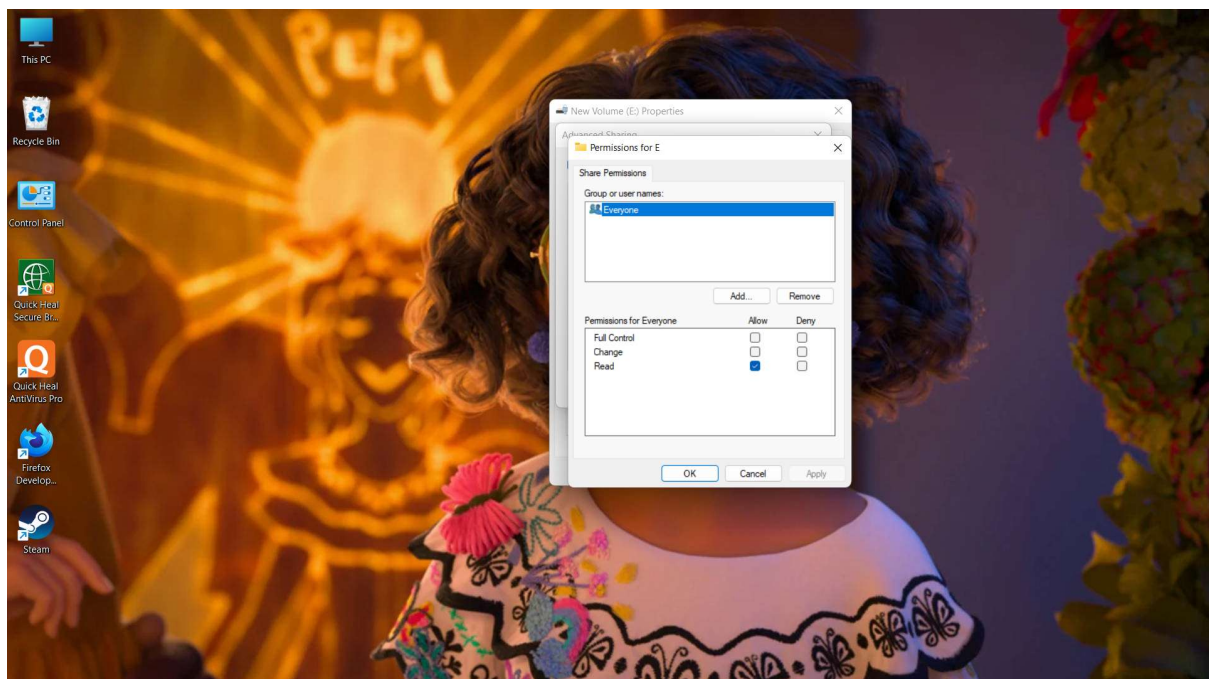 PEPA
This PC
Recycle Bin
Control Panel
Quick Heal
Secure Br...
Quick Heal
AntiVirus Pro
Firefox
Develop...
Steam
New Volume (E:) Properties
Advanced Sharing
Permissions for E
Share Permissions
Group or user names:
Everyone
Add...
Remove
Permissions for Everyone
Allow
Deny
Full Control
Change
Read
OK
Cancel
Apply